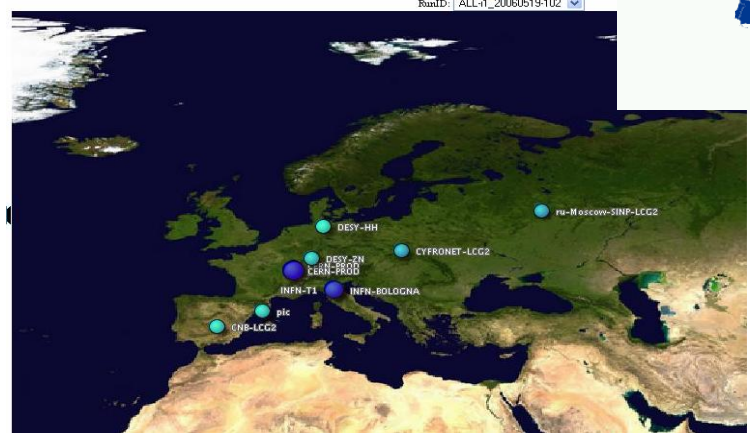 RunID: ALL-i1_20060519-102
ru-Moscow-SINP-LCG2
DESY-HH
CYFRONET-LCG2
DESY-ZN
CERN-PROD
INFN-T1 INFN-BOLOGNA
pic
CNB-LCG2